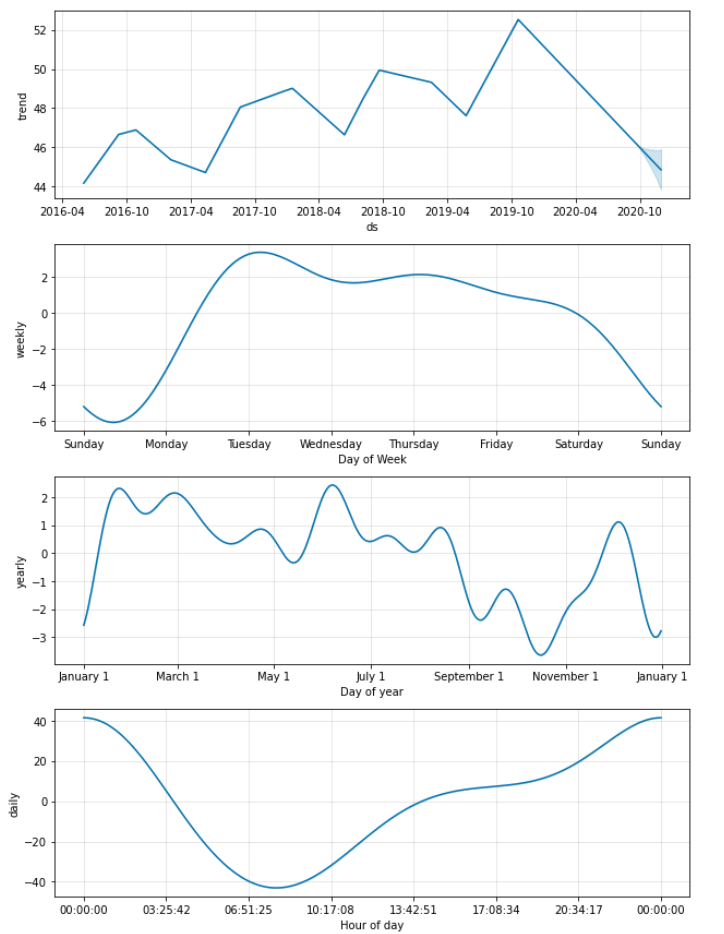 52
50
48
46
44
trend
2016-04 2016-10 2017-04 2017-10 2018-04 2018-10 2019-04 2019-10 2020-04 2020-10
ds
2
0
−2
−4
−6
weekly
Sunday Monday Tuesday Wednesday Thursday Friday Saturday Sunday
Day of Week
2
1
0
−1
−2
−3
yearly
January 1 March 1 May 1 July 1 September 1 November 1 January 1
Day of year
40
20
0
−20
−40
daily
00:00:00 03:25:42 06:51:25 10:17:08 13:42:51 17:08:34 20:34:17 00:00:00
Hour of day